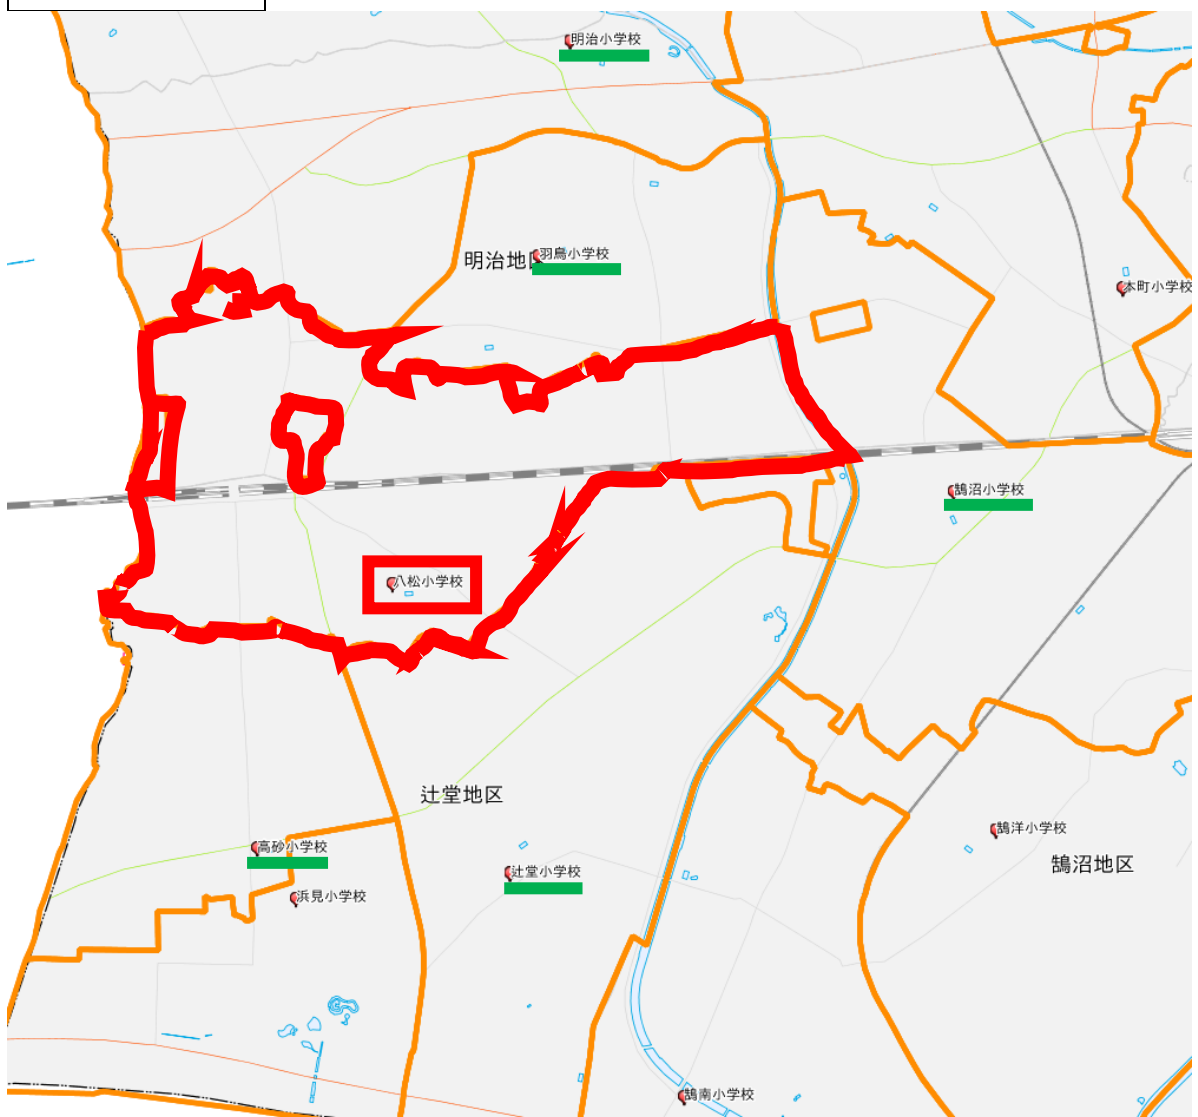 明治小学校
明治地区
羽鳥小学校
本町小学校
鵠沼小学校
八松小学校
辻堂地区
鵠洋小学校
高砂小学校
鵠沼地区
辻堂小学校
浜見小学校
鵠南小学校